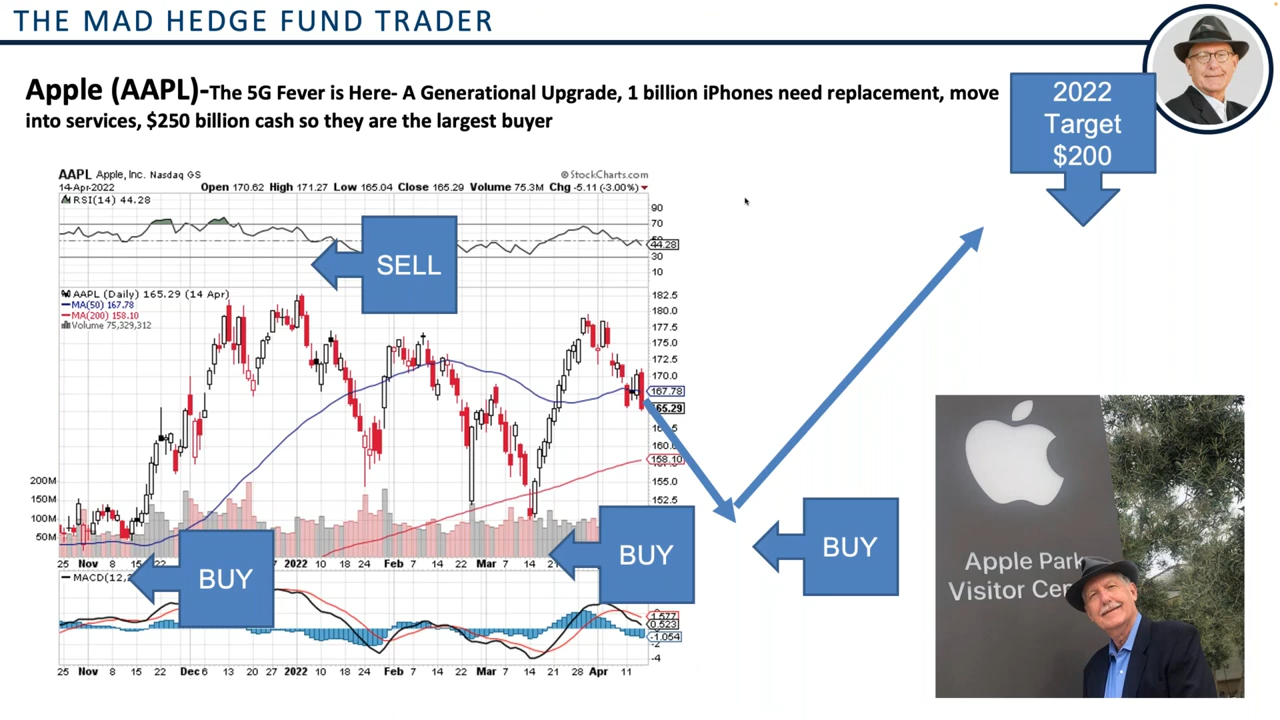 THE MAD HEDGE FUND TRADER
Apple (AAPL)-The 5G Fever is Here- A Generational Upgrade, 1 billion iPhones need replacement, move
into services, $250 billion cash so they are the largest buyer
2022
Target
$200
AAPL Apple, Inc. Nasdaq GS
© StockCharts.com
14-Apr-2022
Open 170.62 High 171.27 Low 165.04 Close 165.29 Volume 75.3M Chg -5.11 (-3.00%)
RSI(14) 44.28
90
70
44.28
30
10
SELL
AAPL (Daily) 165.29 (14 Apr)
MA(50) 167.78
MA(200) 158.10
Volume 75,329,312
182.5
180.0
177.5
175.0
172.5
170.0
167.78
165.29
160.0
158.10
155.0
152.5
200M
150M
100M
50M
25 Nov 8 15 22 Dec 6 13 20 27 2022 10 18 24 Feb 7 14 22 Mar 7 14 21
BUY
BUY
BUY
MACD(12,2
1.577
0.523
-1.054
-2
-4
25 Nov 8 15 22 Dec 6 13 20 27 2022 10 18 24 Feb 7 14 22 Mar 7 14 21 28 Apr 11
Apple Park
Visitor Cen